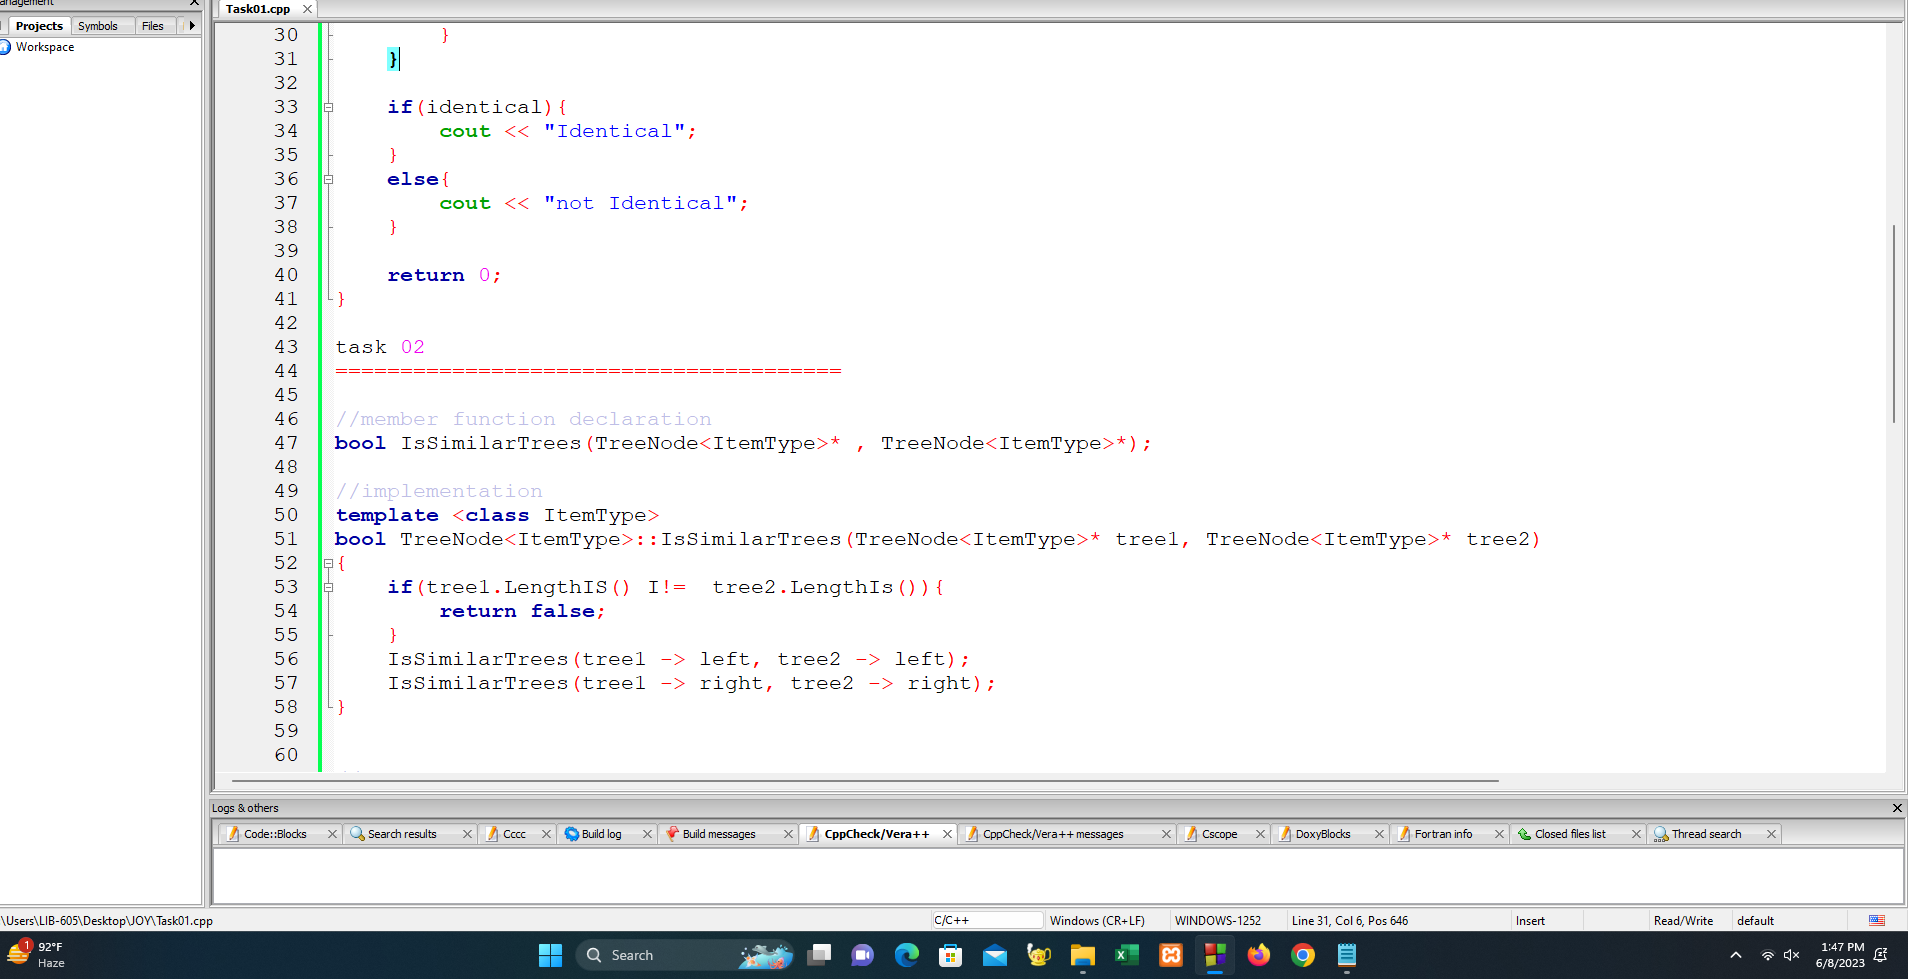 anagement
Task01.cpp
Projects Symbols Files
Workspace
30 }
31 }
32
33 if(identical){
34 cout << "Identical";
35 }
36 else{
37 cout << "not Identical";
38 }
39
40 return 0;
41 }
42
43 task 02
44 =======================================
45
46 //member function declaration
47 bool IsSimilarTrees(TreeNode<ItemType>* , TreeNode<ItemType>*);
48
49 //implementation
50 template <class ItemType>
51 bool TreeNode<ItemType>::IsSimilarTrees(TreeNode<ItemType>* tree1, TreeNode<ItemType>* tree2)
52 {
53 if(tree1.LengthIS() I!=  tree2.LengthIs()){
54 return false;
55 }
56 IsSimilarTrees(tree1 -> left, tree2 -> left);
57 IsSimilarTrees(tree1 -> right, tree2 -> right);
58 }
59
60
Logs & others
Code::Blocks Search results Cccc Build log Build messages CppCheck/Vera++ CppCheck/Vera++ messages Cscope DoxyBlocks Fortran info Closed files list Thread search
\Users\LIB-605\Desktop\JOY\Task01.cpp C/C++ Windows (CR+LF) WINDOWS-1252 Line 31, Col 6, Pos 646 Insert Read/Write default
1 92°F
Haze
Search
1:47 PM
6/8/2023